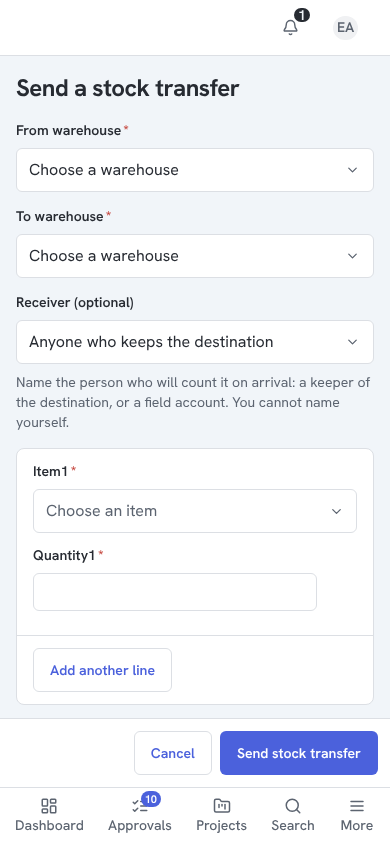 1
EA
Send a stock transfer
From warehouse*
Choose a warehouse
To warehouse*
Choose a warehouse
Receiver (optional)
Anyone who keeps the destination
Name the person who will count it on arrival: a keeper of
the destination, or a field account. You cannot name
yourself.
Item1*
Choose an item
Quantity1*
Add another line
Cancel
Send stock transfer
10
Dashboard
Approvals
Projects
Search
More